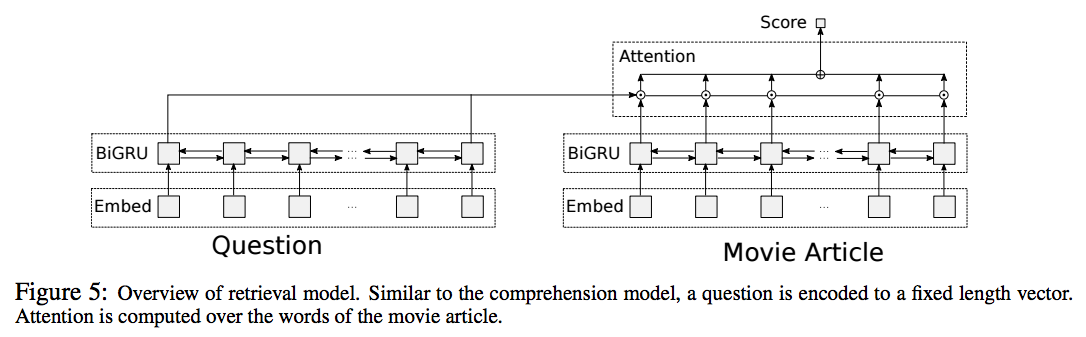 Score
Attention
BiGRU ... BiGRU ...
Embed ... Embed ...
Question
Movie Article
Figure 5: Overview of retrieval model. Similar to the comprehension model, a question is encoded to a fixed length vector.
Attention is computed over the words of the movie article.